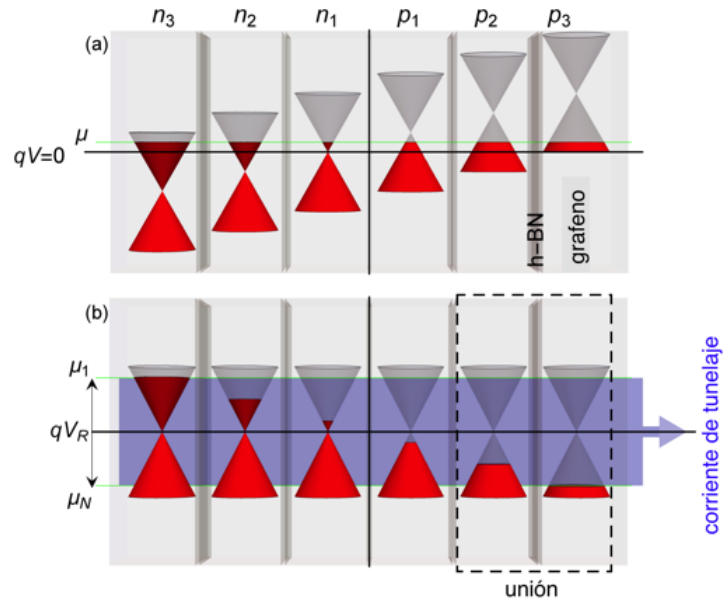 n3 n2 n1 p1 p2 p3
(a)
μ
qV=0
h-BN
grafeno
(b)
μ1
qVR
μN
corriente de tunelaje
unión